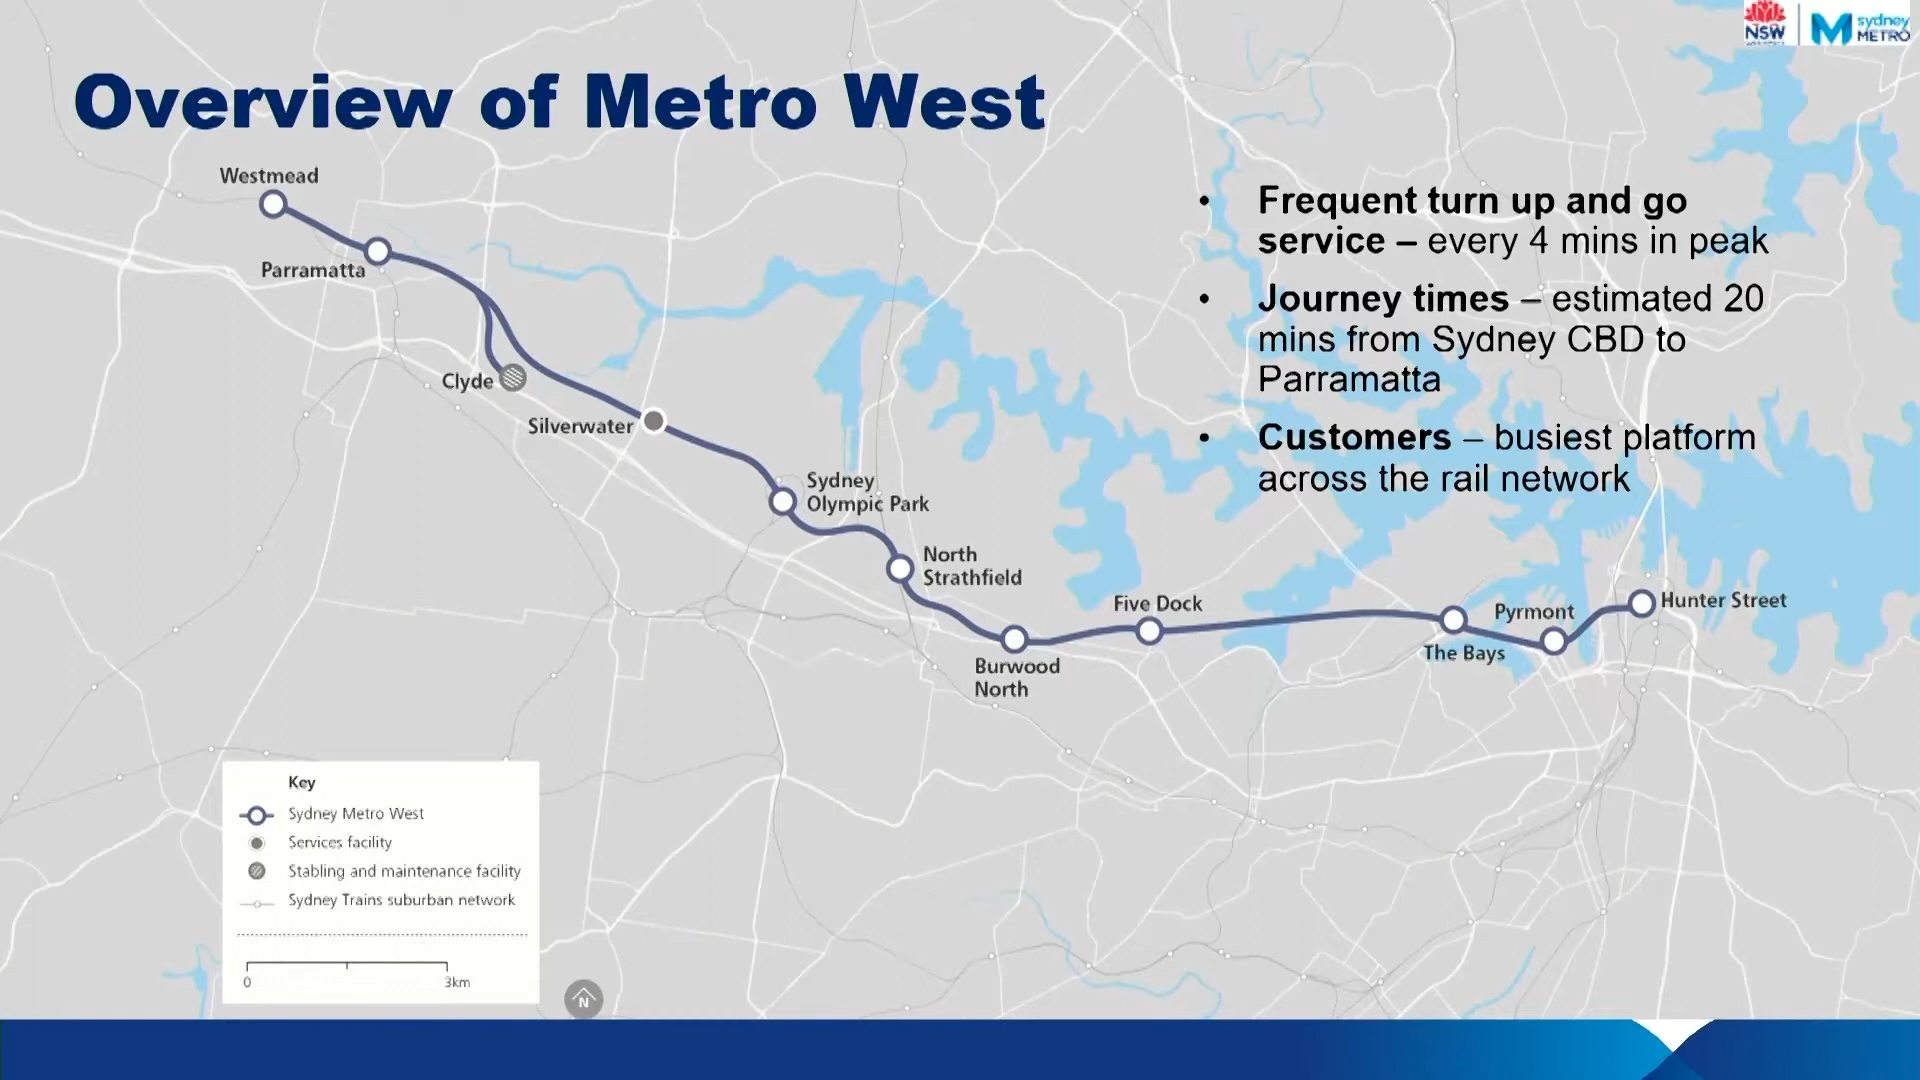 NSW
sydney
METRO
Overview of Metro West
Westmead
Parramatta
Clyde
Silverwater
Sydney
Olympic Park
North
Strathfield
Burwood
North
Five Dock
The Bays
Pyrmont
Hunter Street
• Frequent turn up and go
service – every 4 mins in peak
• Journey times – estimated 20
mins from Sydney CBD to
Parramatta
• Customers – busiest platform
across the rail network
Key
Sydney Metro West
Services facility
Stabling and maintenance facility
Sydney Trains suburban network
0 3km
N